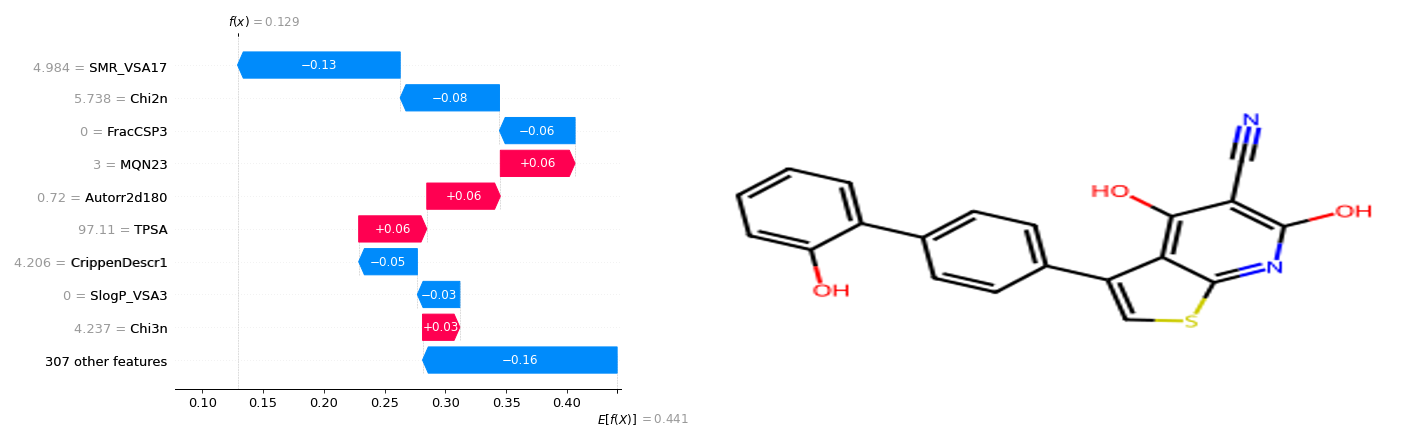 f(x) = 0.129
4.984 = SMR_VSA17
−0.13
5.738 = Chi2n
−0.08
0 = FracCSP3
−0.06
3 = MQN23
+0.06
0.72 = Autorr2d180
+0.06
97.11 = TPSA
+0.06
4.206 = CrippenDescr1
−0.05
0 = SlogP_VSA3
−0.03
4.237 = Chi3n
+0.03
307 other features
−0.16
0.10 0.15 0.20 0.25 0.30 0.35 0.40
E[f(X)] = 0.441
N
HO
OH
N
OH
S